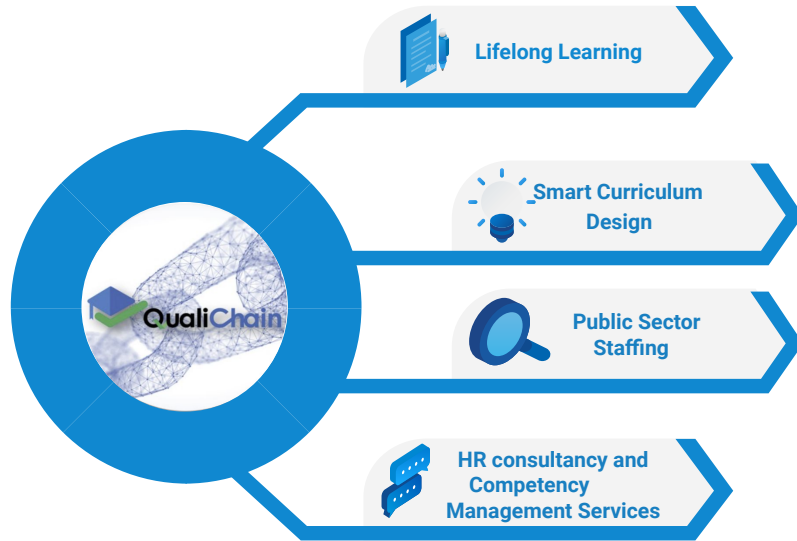 Lifelong Learning
Smart Curriculum
Design
QualiChain
Public Sector
Staffing
HR consultancy and
Competency
Management Services